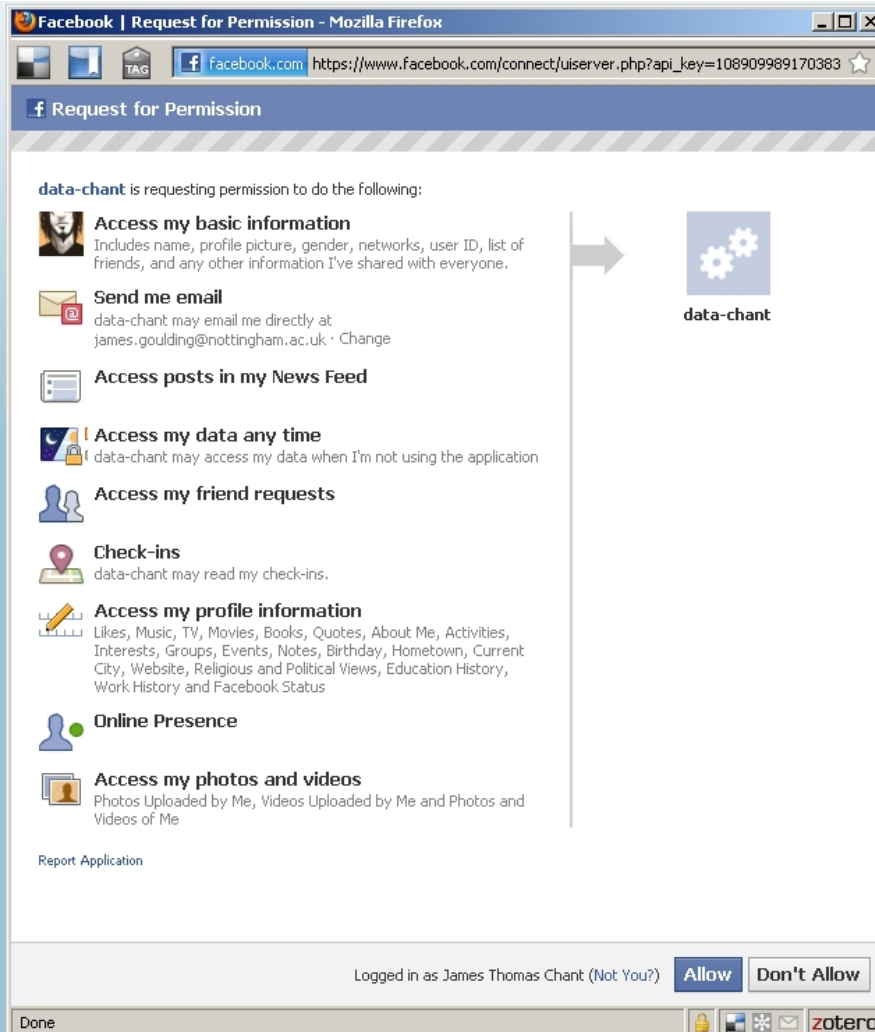 Facebook | Request for Permission - Mozilla Firefox
TAG
facebook.com https://www.facebook.com/connect/uiserver.php?api_key=108909989170383
Request for Permission
data-chant is requesting permission to do the following:
Access my basic information
Includes name, profile picture, gender, networks, user ID, list of
friends, and any other information I've shared with everyone.
data-chant
Send me email
data-chant may email me directly at
james.goulding@nottingham.ac.uk · Change
Access posts in my News Feed
Access my data any time
data-chant may access my data when I'm not using the application
Access my friend requests
Check-ins
data-chant may read my check-ins.
Access my profile information
Likes, Music, TV, Movies, Books, Quotes, About Me, Activities,
Interests, Groups, Events, Notes, Birthday, Hometown, Current
City, Website, Religious and Political Views, Education History,
Work History and Facebook Status
Online Presence
Access my photos and videos
Photos Uploaded by Me, Videos Uploaded by Me and Photos and
Videos of Me
Report Application
Logged in as James Thomas Chant (Not You?) Allow Don't Allow
Done zotero